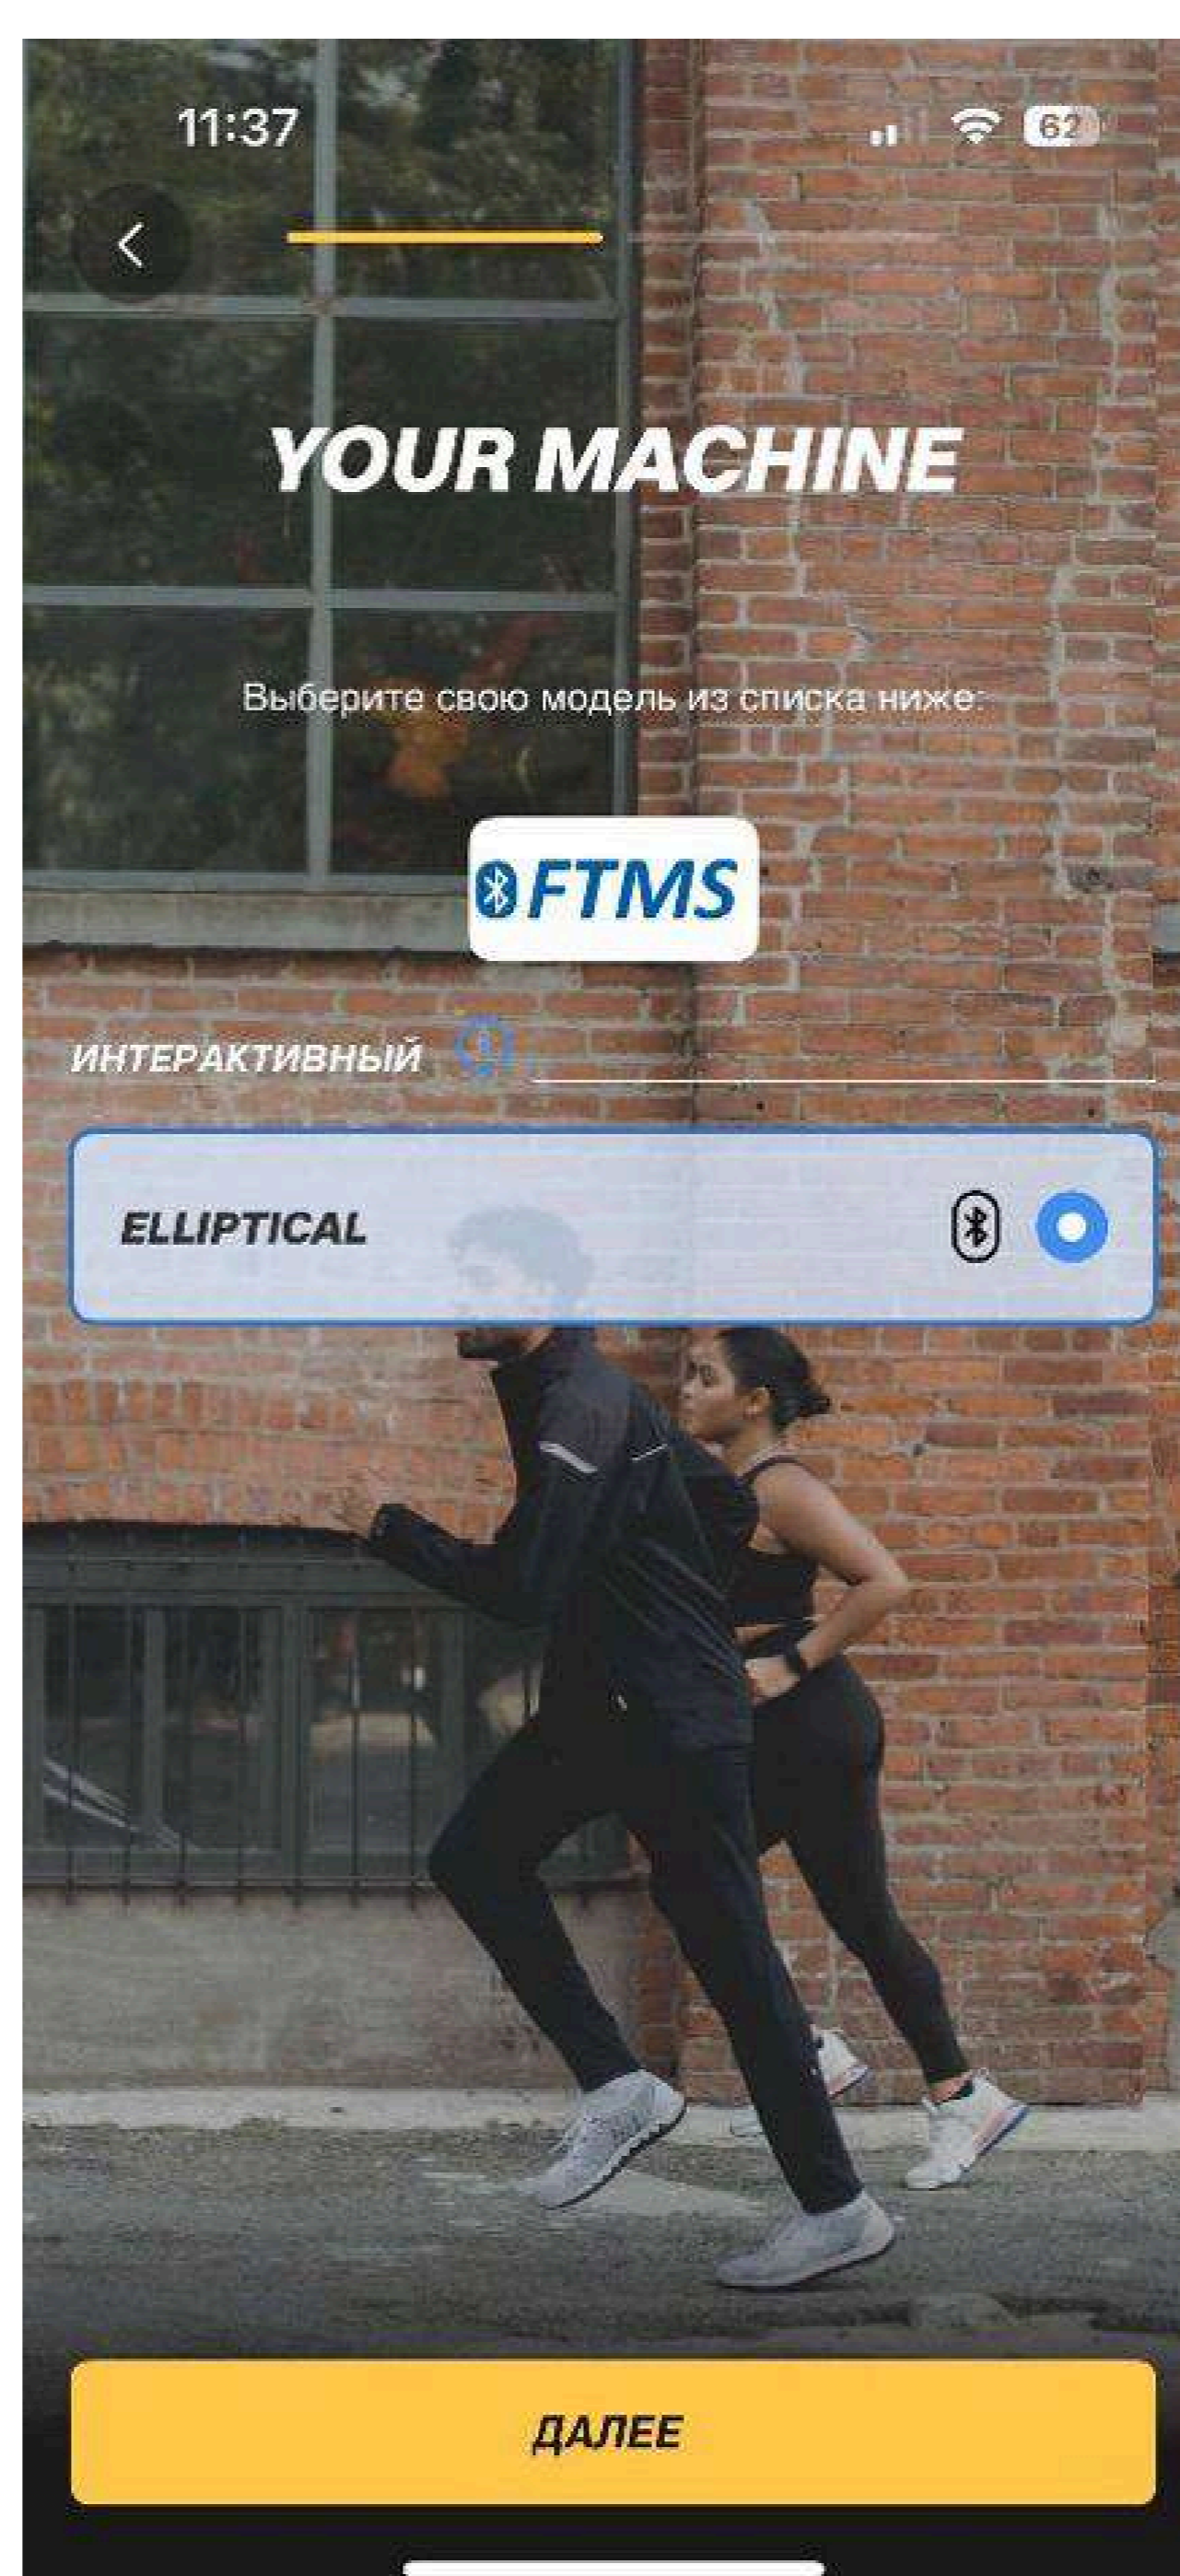 11:37
62
YOUR MACHINE
Выберите свою модель из списка ниже:
FTMS
ИНТЕРАКТИВНЫЙ
ELLIPTICAL
ДАЛЕЕ